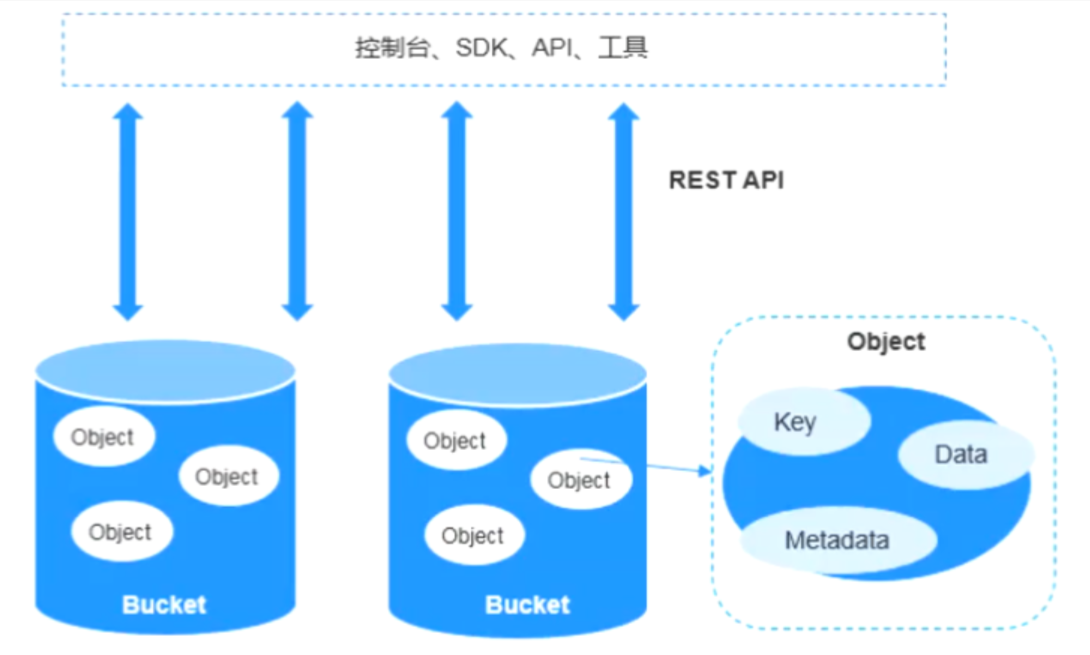 控制台、SDK、API、工具
REST API
Object
Object
Object
Bucket
Object
Object
Object
Bucket
Object
Key
Data
Metadata